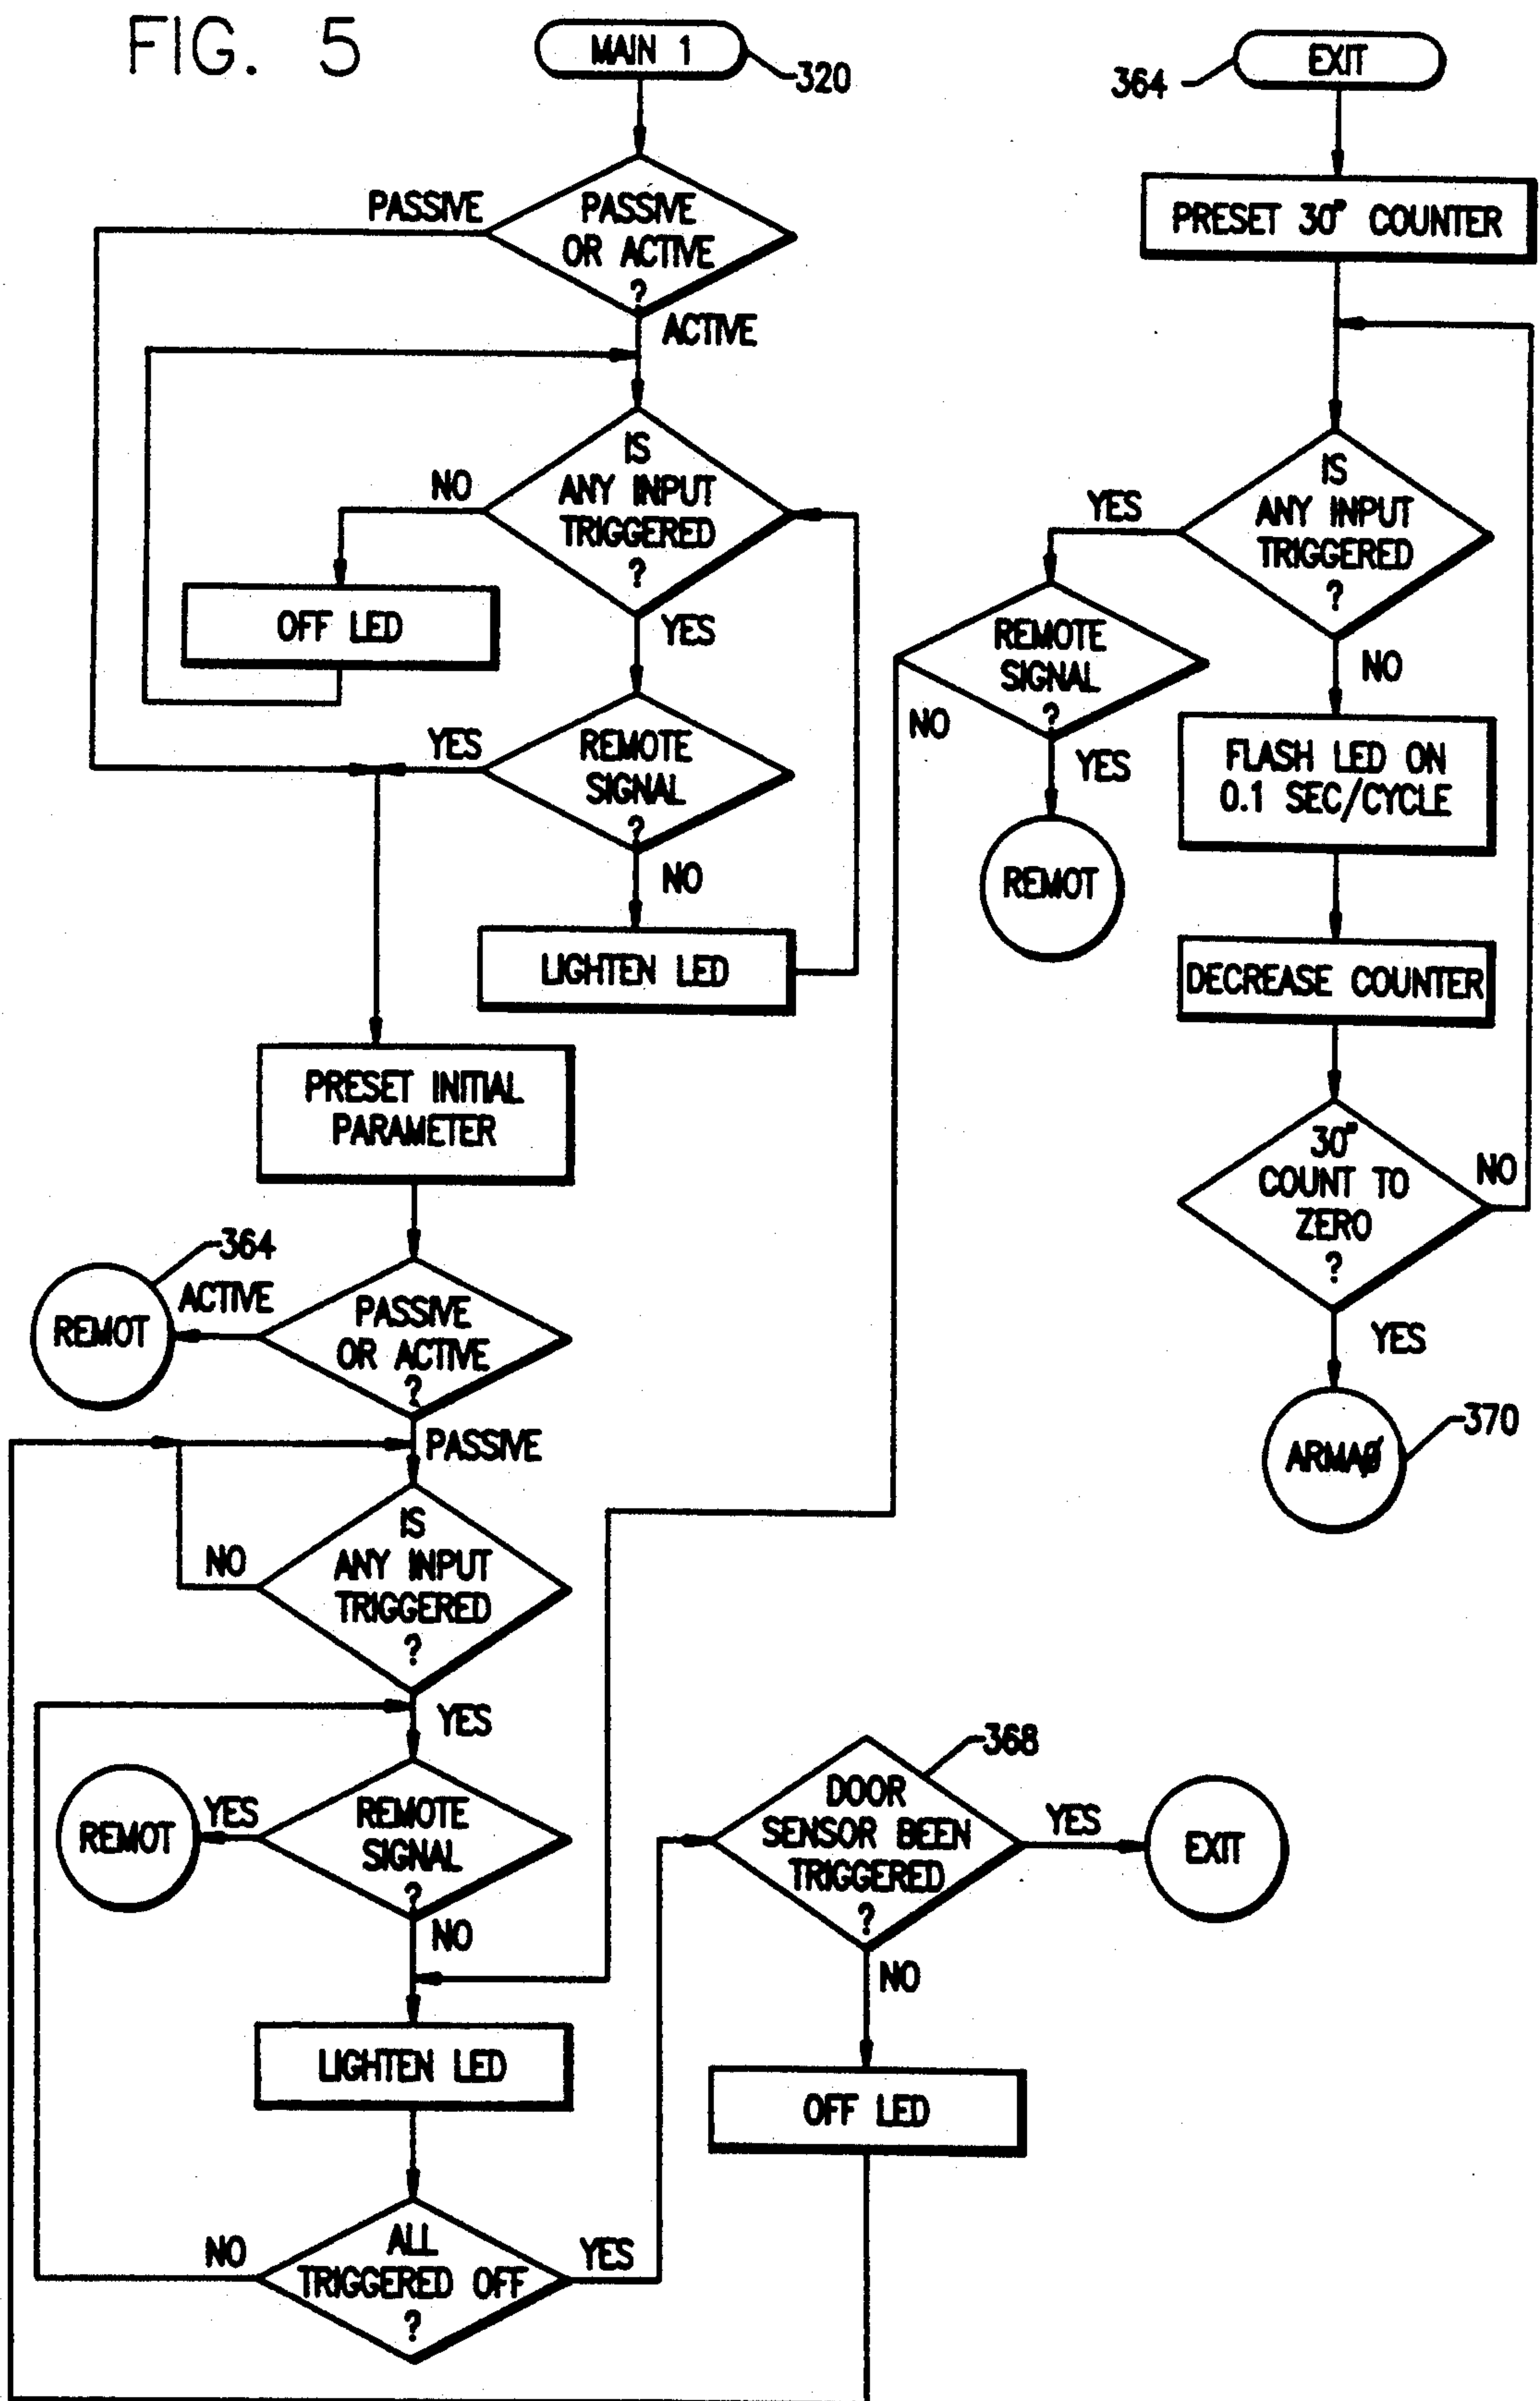 FIG. 5
MAIN 1
320
PASSIVE
PASSIVE
OR ACTIVE
?
ACTIVE
IS
ANY INPUT
TRIGGERED
?
NO
OFF LED
YES
REMOTE
SIGNAL
?
YES
NO
LIGHTEN LED
PRESET INITIAL
PARAMETER
364
REMOT
ACTIVE
PASSIVE
OR ACTIVE
?
PASSIVE
IS
ANY INPUT
TRIGGERED
?
NO
YES
REMOT
YES
REMOTE
SIGNAL
?
NO
LIGHTEN LED
ALL
TRIGGERED OFF
?
NO
YES
368
DOOR
SENSOR BEEN
TRIGGERED
?
YES
EXIT
NO
OFF LED
364
EXIT
PRESET 30" COUNTER
IS
ANY INPUT
TRIGGERED
?
YES
REMOTE
SIGNAL
?
NO
YES
REMOT
NO
FLASH LED ON
0.1 SEC/CYCLE
DECREASE COUNTER
30"
COUNT TO
ZERO
?
NO
YES
ARMAØ
370